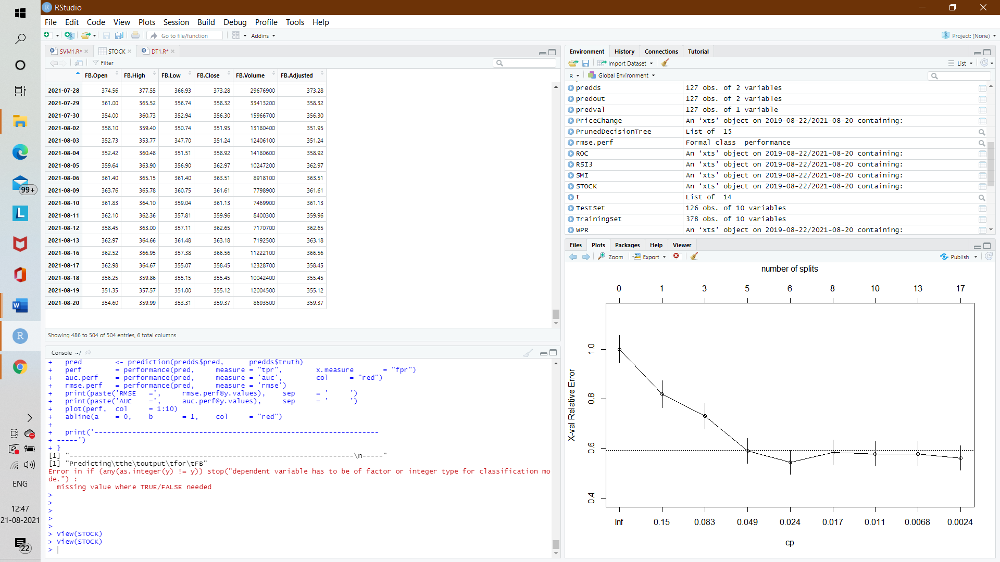 RStudio
File Edit Code View Plots Session Build Debug Profile Tools Help
Go to file/function Addins Project: (None)
SVM1.R* STOCK DT1.R*
Filter
FB.Open FB.High FB.Low FB.Close FB.Volume FB.Adjusted
2021-07-28 374.56 377.55 366.93 373.28 29676900 373.28
2021-07-29 361.00 365.52 356.74 358.32 33413200 358.32
2021-07-30 354.00 360.73 352.94 356.30 15966700 356.30
2021-08-02 358.10 359.40 350.74 351.95 13180400 351.95
2021-08-03 352.73 353.77 347.70 351.24 12406100 351.24
2021-08-04 352.42 360.48 351.51 358.92 14180600 358.92
2021-08-05 359.64 363.90 356.90 362.97 10247200 362.97
2021-08-06 361.40 365.15 361.40 363.51 8918100 363.51
2021-08-09 363.76 365.78 360.75 361.61 7798900 361.61
2021-08-10 361.83 364.10 359.04 361.13 7469900 361.13
2021-08-11 362.10 362.36 357.81 359.96 8400300 359.96
2021-08-12 358.45 363.00 357.11 362.65 7170700 362.65
2021-08-13 362.97 364.66 361.48 363.18 7192500 363.18
2021-08-16 362.52 366.95 357.38 366.56 11222100 366.56
2021-08-17 362.98 364.67 355.07 358.45 12328700 358.45
2021-08-18 356.25 359.86 355.15 355.45 10042400 355.45
2021-08-19 351.35 357.57 351.00 355.12 12004500 355.12
2021-08-20 354.60 359.99 353.31 359.37 8693500 359.37
Showing 486 to 504 of 504 entries, 6 total columns
Console ~/
+ pred <- prediction(predds$pred, predds$truth)
+ perf = performance(pred, measure = "tpr", x.measure = "fpr")
+ auc.perf = performance(pred, measure = 'auc', col = "red")
+ rmse.perf = performance(pred, measure = 'rmse')
+ print(paste('RMSE =', rmse.perf@y.values), sep = ' ')
+ print(paste('AUC =', auc.perf@y.values), sep = ' ')
+ plot(perf, col = 1:10)
+ abline(a = 0, b = 1, col = "red")
+
+ print('--------------------------------------------------------------------
+ -----')
+ }
[1] "--------------------------------------------------------------------\n-----"
[1] "Predicting\tthe\toutput\tfor\tFB"
Error in if (any(as.integer(y) != y)) stop("dependent variable has to be of factor or integer type for classification mo
de.") :
missing value where TRUE/FALSE needed
>
>
>
>
>
> View(STOCK)
> View(STOCK)
>
Environment History Connections Tutorial
Import Dataset List
R Global Environment
predds 127 obs. of 2 variables
predout 127 obs. of 2 variables
predval 127 obs. of 1 variable
PriceChange An ‘xts’ object on 2019-08-22/2021-08-20 containing:
PrunedDecisionTree List of 15
rmse.perf Formal class performance
ROC An ‘xts’ object on 2019-08-22/2021-08-20 containing:
RSI3 An ‘xts’ object on 2019-08-22/2021-08-20 containing:
SMI An ‘xts’ object on 2019-08-22/2021-08-20 containing:
STOCK An ‘xts’ object on 2019-08-22/2021-08-20 containing:
t List of 14
TestSet 126 obs. of 10 variables
TrainingSet 378 obs. of 10 variables
WPR An ‘xts’ object on 2019-08-22/2021-08-20 containing:
Files Plots Packages Help Viewer
Zoom Export Publish
number of splits
0 1 3 5 6 8 10 13 17
X-val Relative Error
1.0
0.8
0.6
0.4
Inf 0.15 0.083 0.049 0.024 0.017 0.011 0.0068 0.0024
cp
99+
L
W
R
ENG
12:47
21-08-2021
22